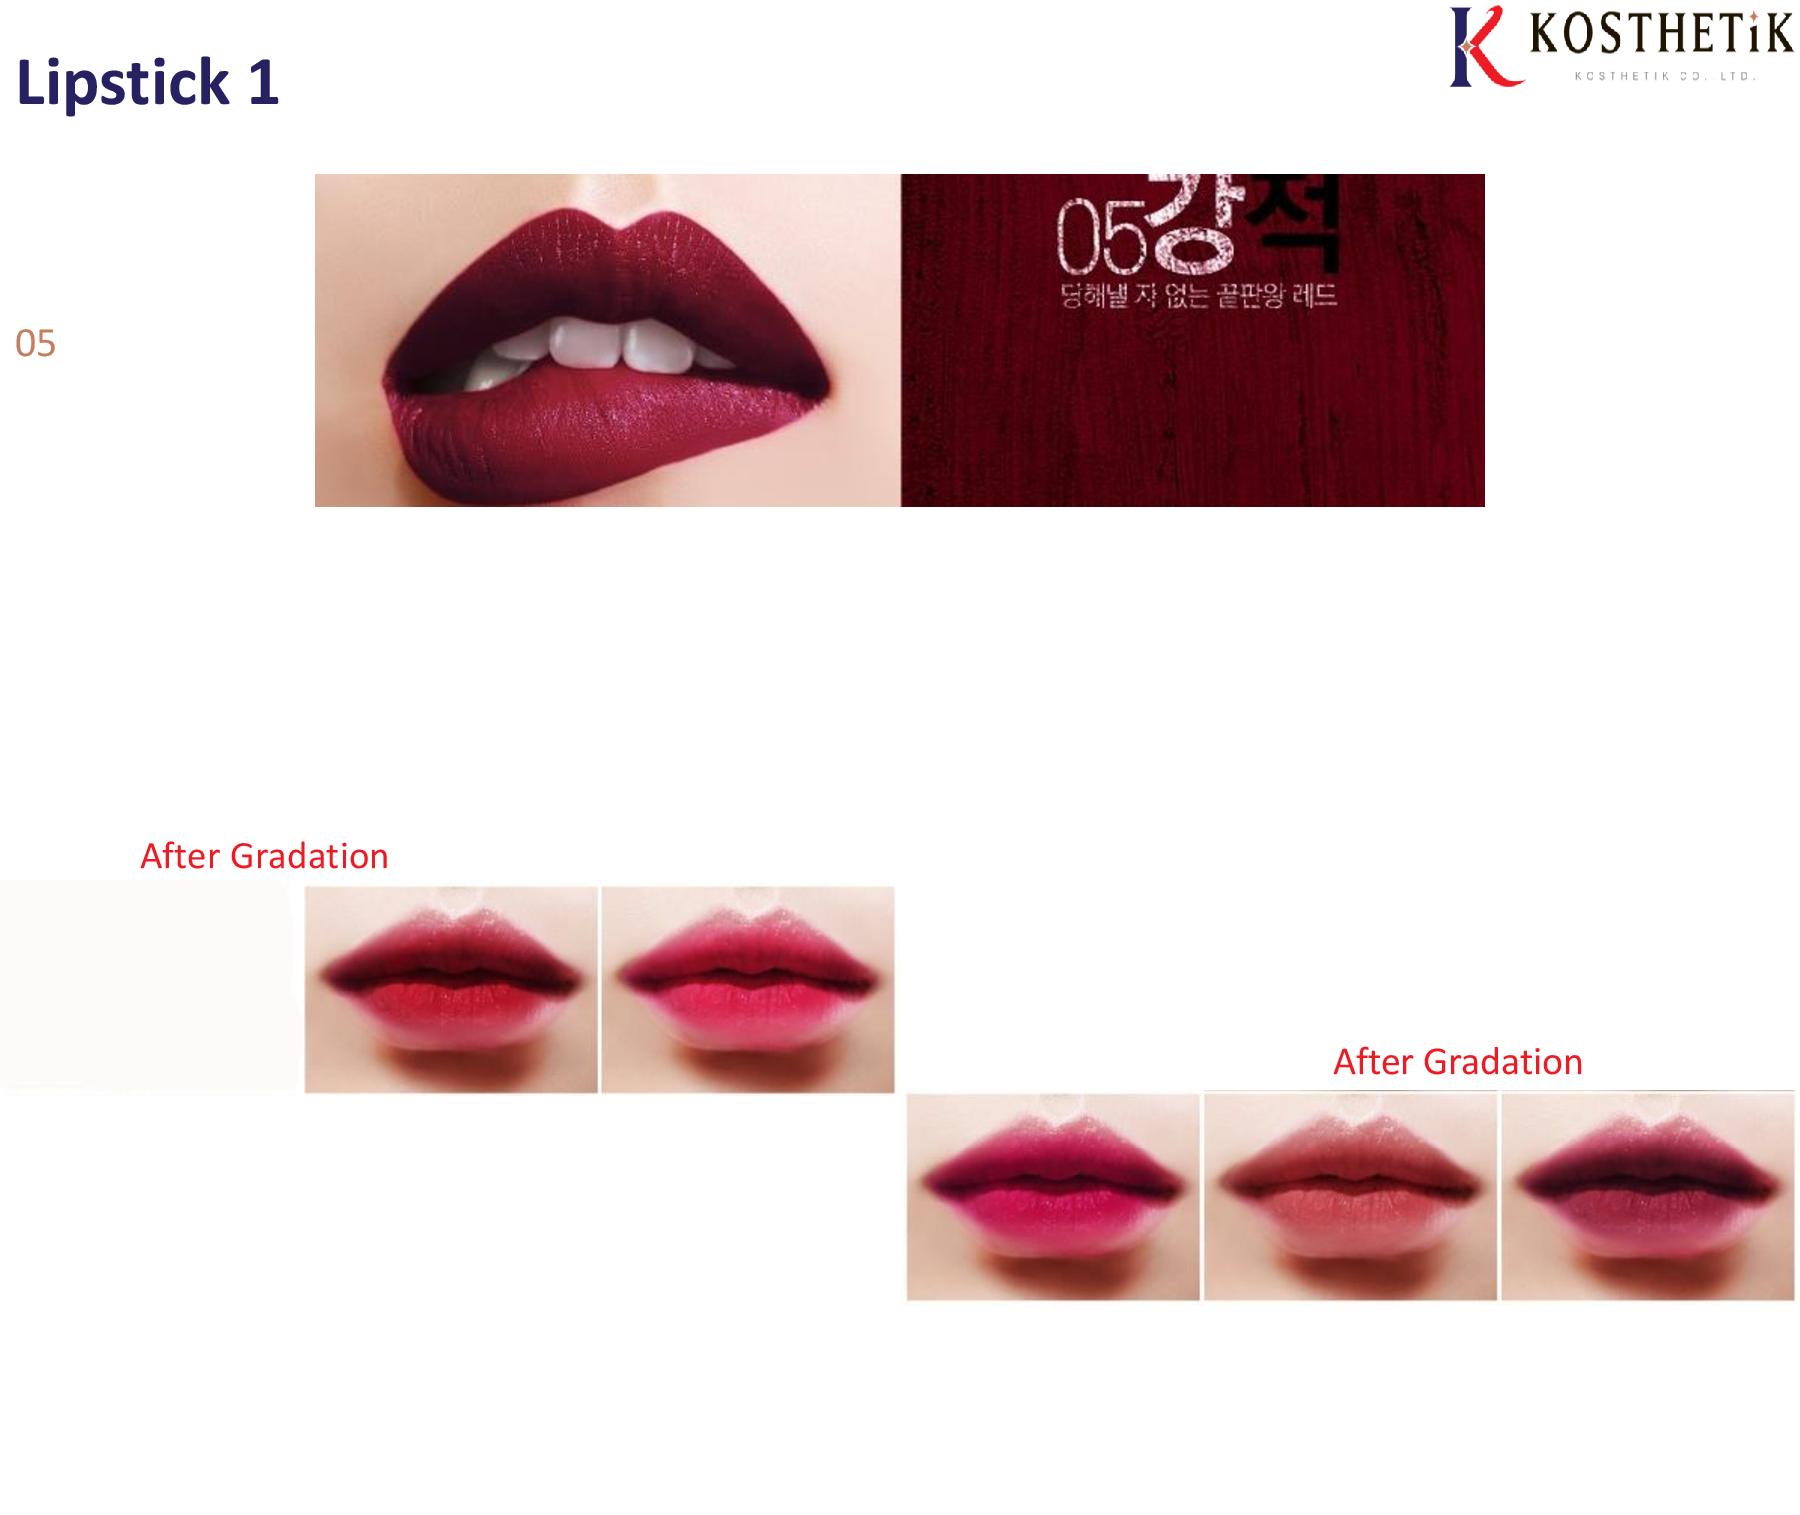 Lipstick 1
KOSTHETiK
KOSTHETIK CO. LTD.
05강적
당해낼 자 없는 끝판왕 레드
05
After Gradation
After Gradation